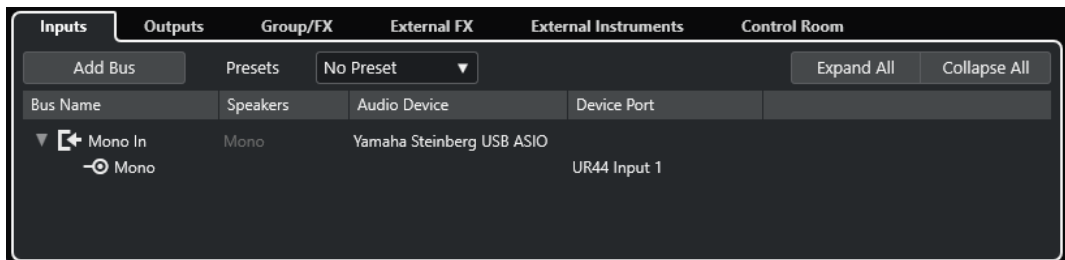 Inputs Outputs Group/FX External FX External Instruments Control Room
Add Bus Presets No Preset Expand All Collapse All
Bus Name Speakers Audio Device Device Port
Mono In Mono Yamaha Steinberg USB ASIO
Mono UR44 Input 1